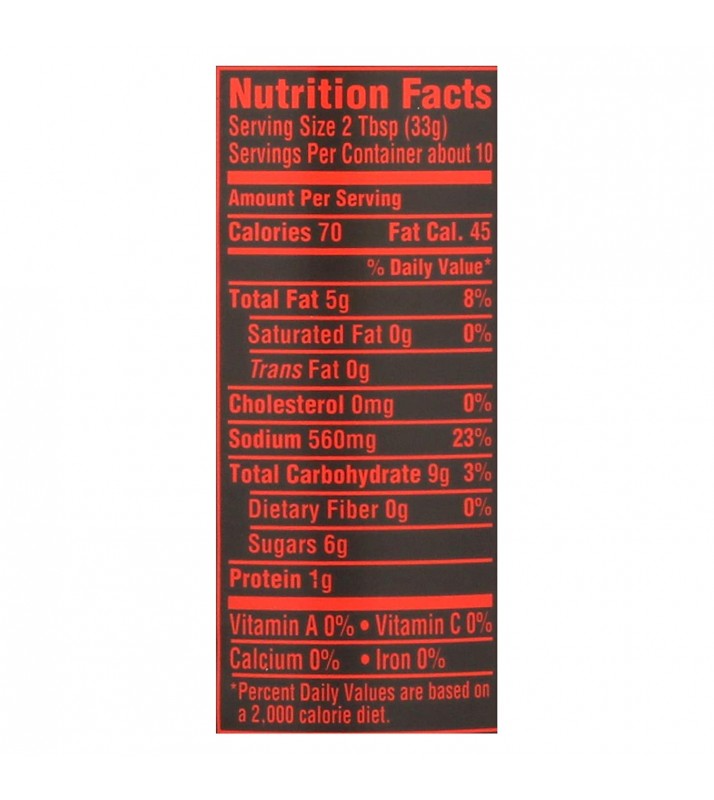 Nutrition Facts
Serving Size 2 Tbsp (33g)
Servings Per Container about 10
Amount Per Serving
Calories 70 Fat Cal. 45
% Daily Value*
Total Fat 5g 8%
Saturated Fat 0g 0%
Trans Fat 0g
Cholesterol 0mg 0%
Sodium 560mg 23%
Total Carbohydrate 9g 3%
Dietary Fiber 0g 0%
Sugars 6g
Protein 1g
Vitamin A 0% • Vitamin C 0%
Calcium 0% • Iron 0%
*Percent Daily Values are based on
a 2,000 calorie diet.